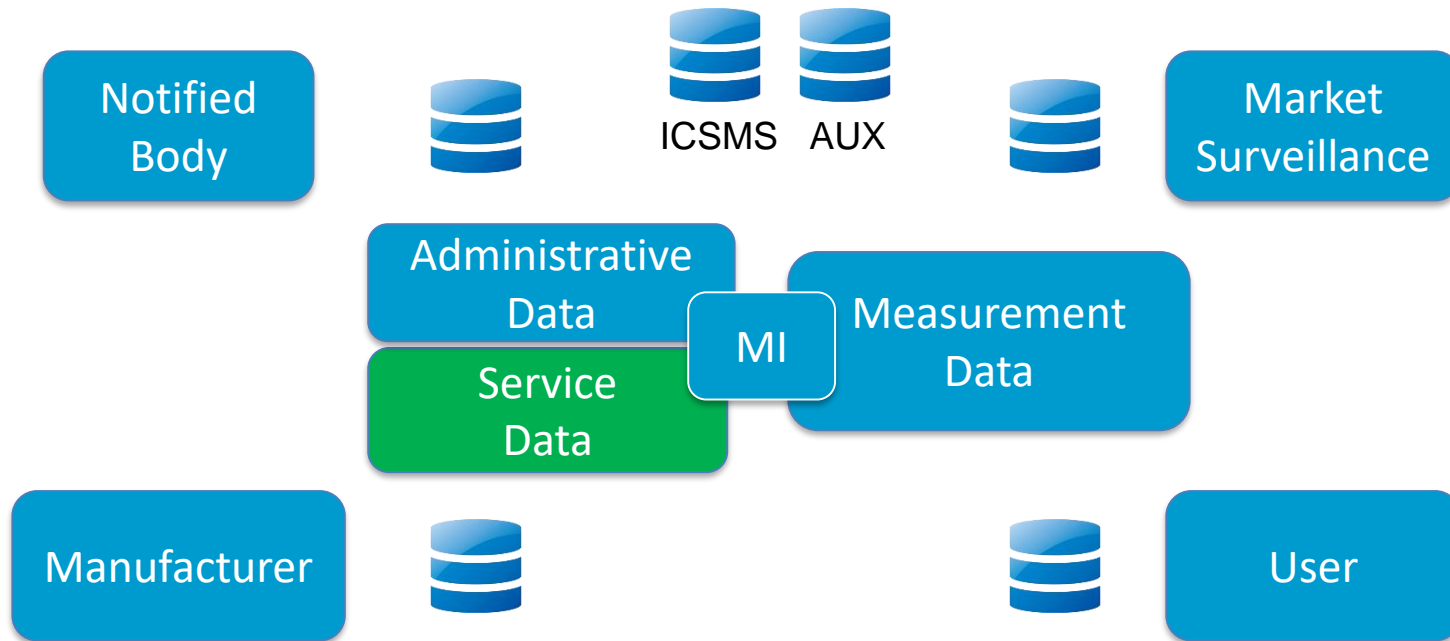 Notified
Body
ICSMS AUX
Market
Surveillance
Administrative
Data
Service
Data
MI
Measurement
Data
Manufacturer
User